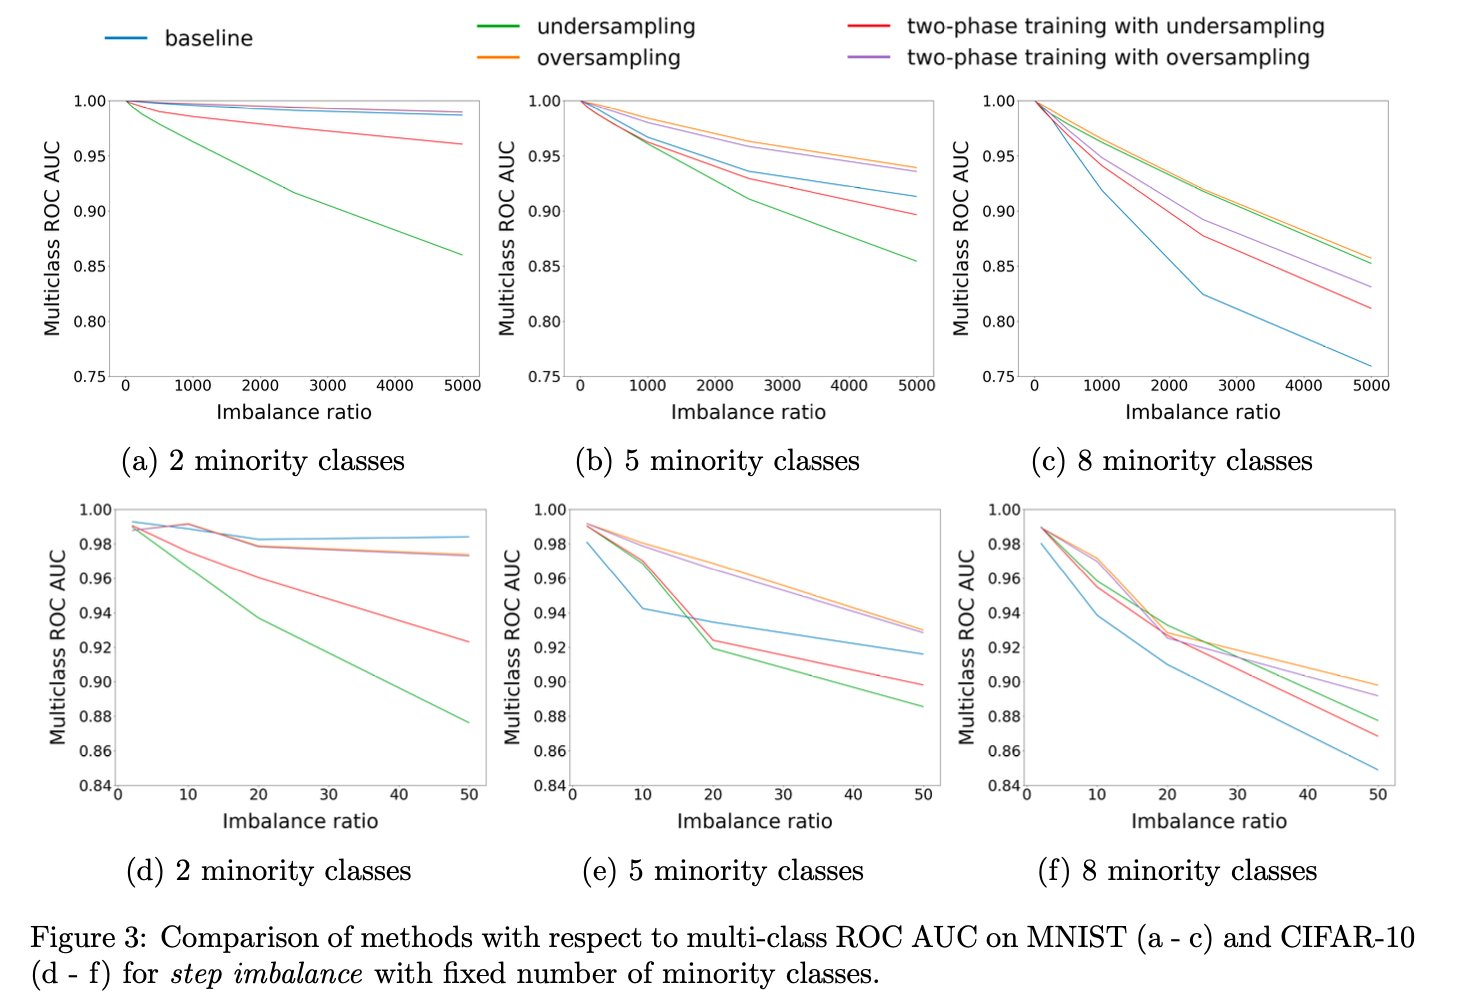 baseline
undersampling
oversampling
two-phase training with undersampling
two-phase training with oversampling
Multiclass ROC AUC
1.00
0.95
0.90
0.85
0.80
0.75
0 1000 2000 3000 4000 5000
Imbalance ratio
(a) 2 minority classes
Multiclass ROC AUC
1.00
0.95
0.90
0.85
0.80
0.75
0 1000 2000 3000 4000 5000
Imbalance ratio
(b) 5 minority classes
Multiclass ROC AUC
1.00
0.95
0.90
0.85
0.80
0.75
0 1000 2000 3000 4000 5000
Imbalance ratio
(c) 8 minority classes
Multiclass ROC AUC
1.00
0.98
0.96
0.94
0.92
0.90
0.88
0.86
0.84
0 10 20 30 40 50
Imbalance ratio
(d) 2 minority classes
Multiclass ROC AUC
1.00
0.98
0.96
0.94
0.92
0.90
0.88
0.86
0.84
0 10 20 30 40 50
Imbalance ratio
(e) 5 minority classes
Multiclass ROC AUC
1.00
0.98
0.96
0.94
0.92
0.90
0.88
0.86
0.84
0 10 20 30 40 50
Imbalance ratio
(f) 8 minority classes
Figure 3: Comparison of methods with respect to multi-class ROC AUC on MNIST (a - c) and CIFAR-10
(d - f) for step imbalance with fixed number of minority classes.